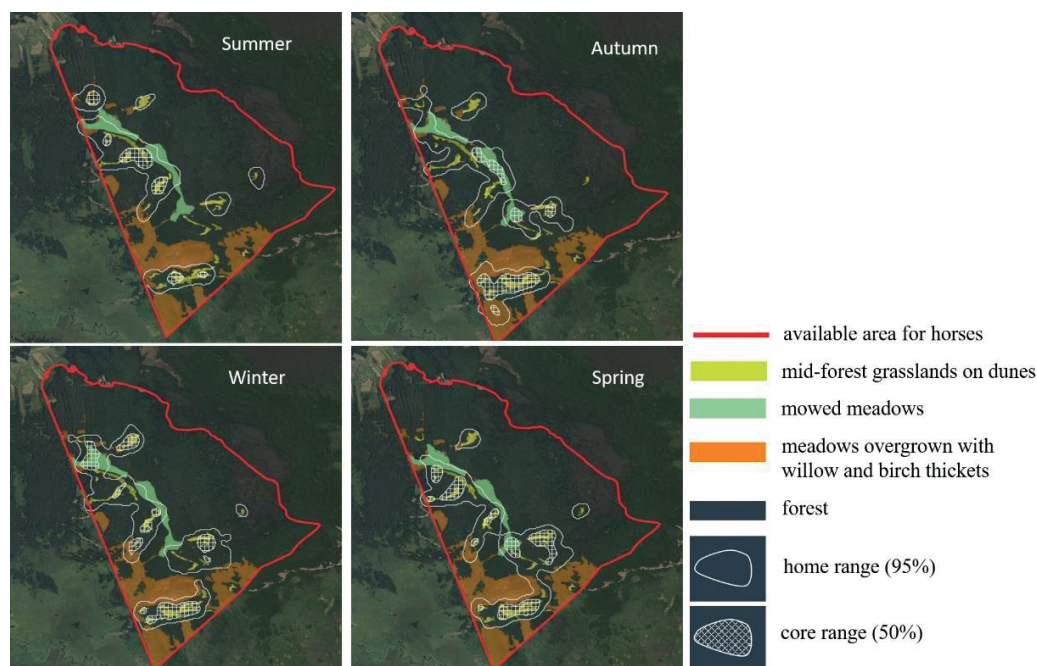 Summer
Autumn
Winter
Spring
available area for horses
mid-forest grasslands on dunes
mowed meadows
meadows overgrown with
willow and birch thickets
forest
home range (95%)
core range (50%)